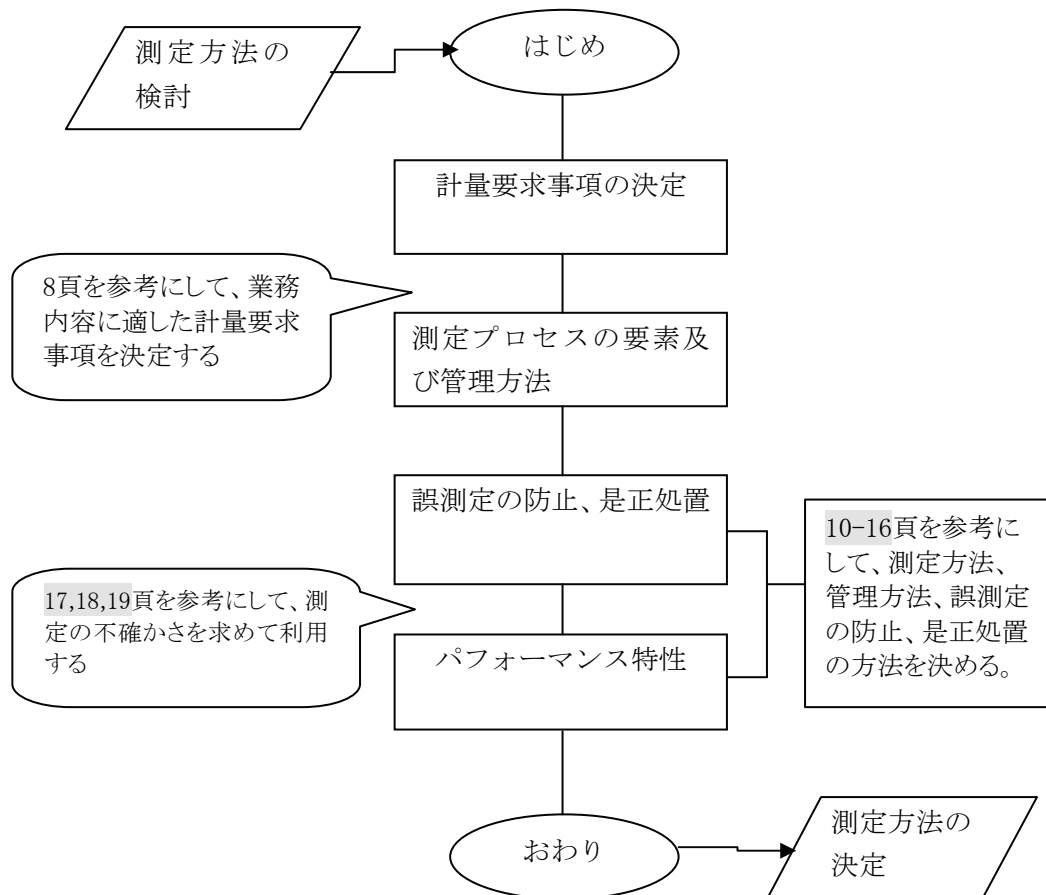 測定方法の
検討
はじめ
計量要求事項の決定
8頁を参考にして、業務
内容に適した計量要求
事項を決定する
測定プロセスの要素及
び管理方法
誤測定の防止、是正処置
10-16頁を参考に
して、測定方法、
管理方法、誤測定
の防止、是正処置
の方法を決める。
17,18,19頁を参考にして、測
定の不確かさを求めて利用
する
パフォーマンス特性
おわり
測定方法の
決定